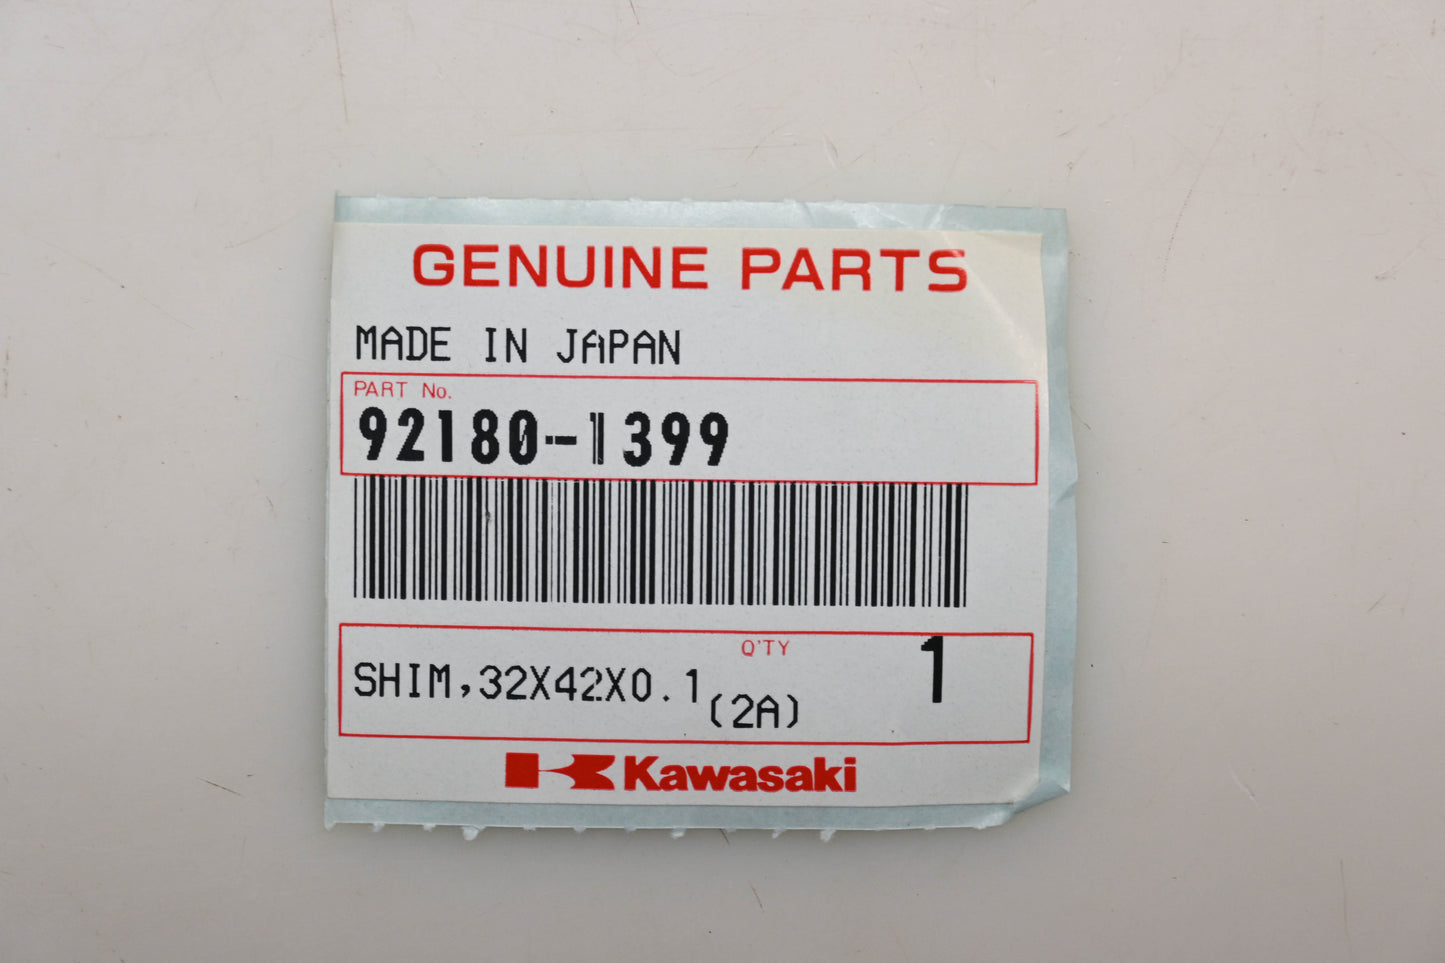 GENUINE PARTS
MADE IN JAPAN
PART No.
92180-1399
Q'TY
SHIM,32X42X0.1 (2A) 1
Kawasaki